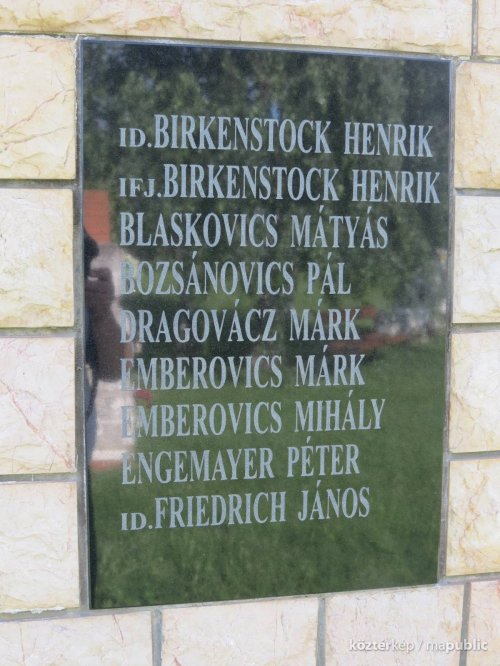 ID.BIRKENSTOCK HENRIK
IFJ.BIRKENSTOCK HENRIK
BLASKOVICS MÁTYÁS
BOZSÁNOVICS PÁL
DRAGOVÁCZ MÁRK
EMBEROVICS MÁRK
EMBEROVICS MIHÁLY
ENGEMAYER PÉTER
ID.FRIEDRICH JÁNOS
köztérkép / mapublic